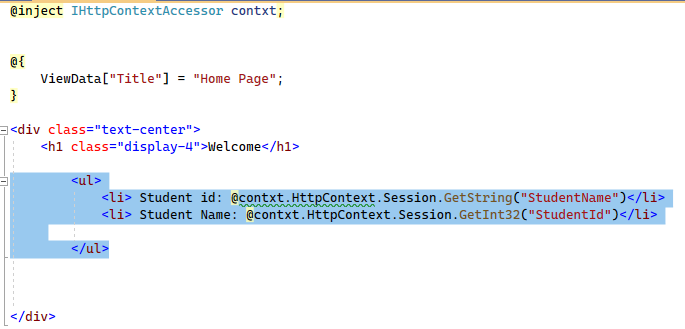 @inject IHttpContextAccessor contxt;
@{
ViewData["Title"] = "Home Page";
}
<div class="text-center">
<h1 class="display-4">Welcome</h1>
<ul>
<li> Student id: @contxt.HttpContext.Session.GetString("StudentName")</li>
<li> Student Name: @contxt.HttpContext.Session.GetInt32("StudentId")</li>
</ul>
</div>